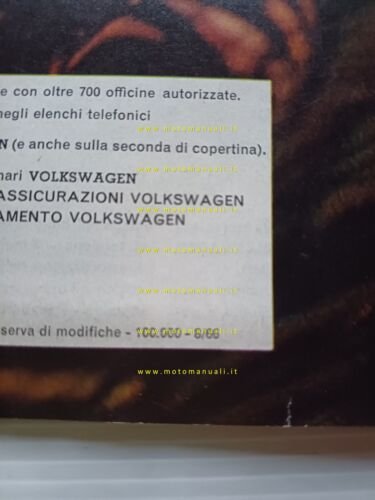 e con oltre 700 officine autorizzate.
negli elenchi telefonici
www.motomanuali.it
N (e anche sulla seconda di copertina).
www.motomanuali.it
nari VOLKSWAGEN
ASSICURAZIONI VOLKSWAGEN
www.motomanuali.it
AMENTO VOLKSWAGEN
www.motomanuali.it
www.motomanuali.it
serva di modifiche -
www.motomanuali.it
www.motomanuali.it